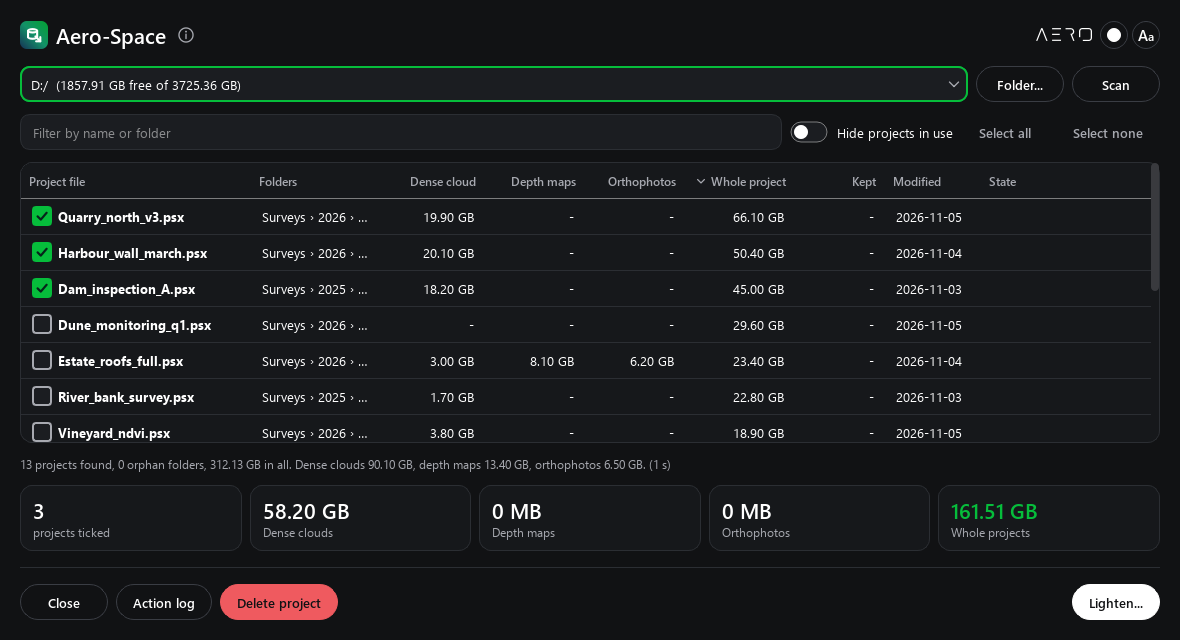 Aero-Space
AERO
Aa
D:/ (1857.91 GB free of 3725.36 GB)
Folder...
Scan
Filter by name or folder
Hide projects in use
Select all
Select none
Project file Folders Dense cloud Depth maps Orthophotos Whole project Kept Modified State
Quarry_north_v3.psx Surveys › 2026 › ... 19.90 GB - - 66.10 GB - 2026-11-05
Harbour_wall_march.psx Surveys › 2026 › ... 20.10 GB - - 50.40 GB - 2026-11-04
Dam_inspection_A.psx Surveys › 2025 › ... 18.20 GB - - 45.00 GB - 2026-11-03
Dune_monitoring_q1.psx Surveys › 2026 › ... - - - 29.60 GB - 2026-11-05
Estate_roofs_full.psx Surveys › 2026 › ... 3.00 GB 8.10 GB 6.20 GB 23.40 GB - 2026-11-04
River_bank_survey.psx Surveys › 2025 › ... 1.70 GB - - 22.80 GB - 2026-11-03
Vineyard_ndvi.psx Surveys › 2026 › ... 3.80 GB - - 18.90 GB - 2026-11-05
13 projects found, 0 orphan folders, 312.13 GB in all. Dense clouds 90.10 GB, depth maps 13.40 GB, orthophotos 6.50 GB. (1 s)
3
projects ticked
58.20 GB
Dense clouds
0 MB
Depth maps
0 MB
Orthophotos
161.51 GB
Whole projects
Close
Action log
Delete project
Lighten...